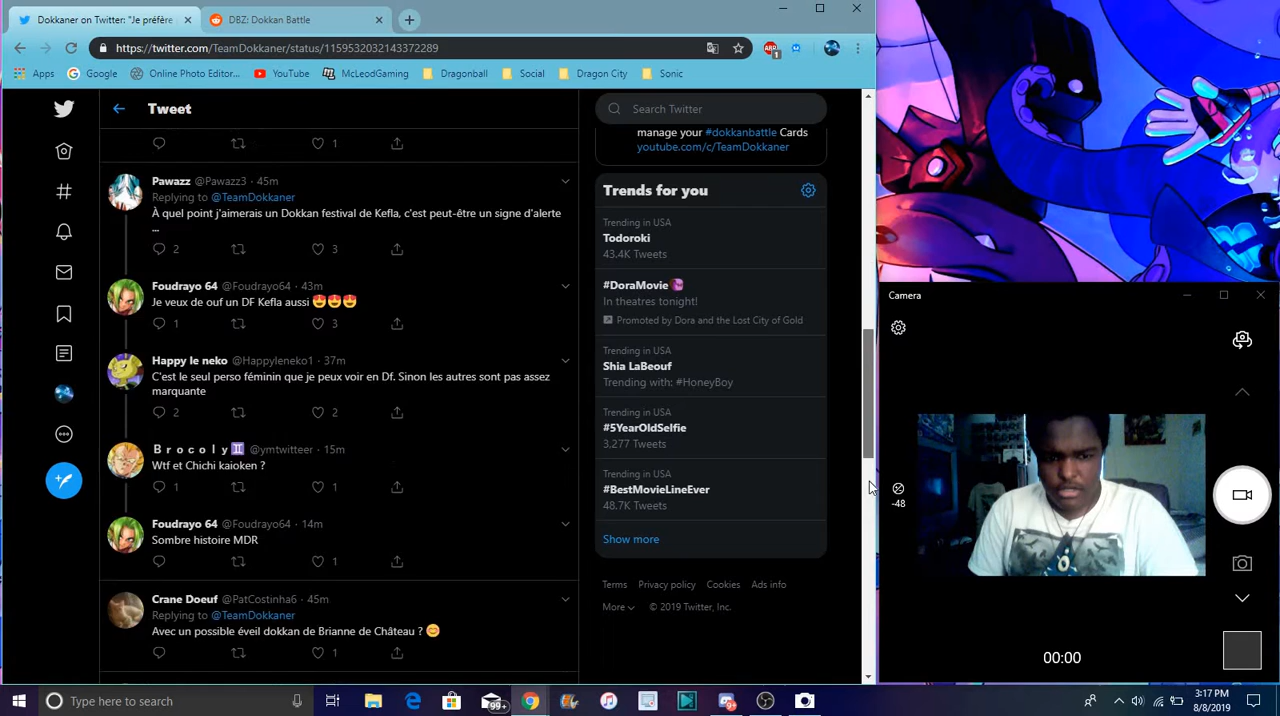 Dokkaner on Twitter: "Je préfère
DBZ: Dokkan Battle
https://twitter.com/TeamDokkaner/status/1159532032143372289
Apps
Google
Online Photo Editor...
YouTube
McLeodGaming
Dragonball
Social
Dragon City
Sonic
Tweet
Search Twitter
manage your #dokkanbattle Cards
youtube.com/c/TeamDokkaner
1
Pawazz @Pawazz3 · 45m
Replying to @TeamDokkaner
À quel point j'aimerais un Dokkan festival de Kefla, c'est peut-être un signe d'alerte
...
2
3
Foudrayo 64 @Foudrayo64 · 43m
Je veux de ouf un DF Kefla aussi 😍😍😍
1
3
Happy le neko @Happyleneko1 · 37m
C'est le seul perso féminin que je peux voir en Df. Sinon les autres sont pas assez
marquante
2
2
B r o c o l y ♊ @ymtwitteer · 15m
Wtf et Chichi kaioken ?
1
1
Foudrayo 64 @Foudrayo64 · 14m
Sombre histoire MDR
1
Crane Doeuf @PatCostinha6 · 45m
Replying to @TeamDokkaner
Avec un possible éveil dokkan de Brianne de Château ? 😊
1
Trends for you
Trending in USA
Todoroki
43.4K Tweets
#DoraMovie
In theatres tonight!
Promoted by Dora and the Lost City of Gold
Trending in USA
Shia LaBeouf
Trending with: #HoneyBoy
Trending in USA
#5YearOldSelfie
3,277 Tweets
Trending in USA
#BestMovieLineEver
48.7K Tweets
Show more
Terms Privacy policy Cookies Ads info
More © 2019 Twitter, Inc.
Camera
-48
00:00
Type here to search
99+
9+
3:17 PM
8/8/2019